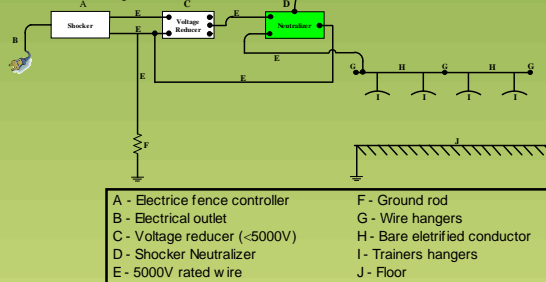 A C D
E E
Shocker Voltage Reducer Neutralizer
E
B
E
E
G H G H G
E
I I I I
F
J
A - Electrice fence controller
B - Electrical outlet
C - Voltage reducer (<5000V)
D - Shocker Neutralizer
E - 5000V rated wire
F - Ground rod
G - Wire hangers
H - Bare eletrified conductor
I - Trainers hangers
J - Floor